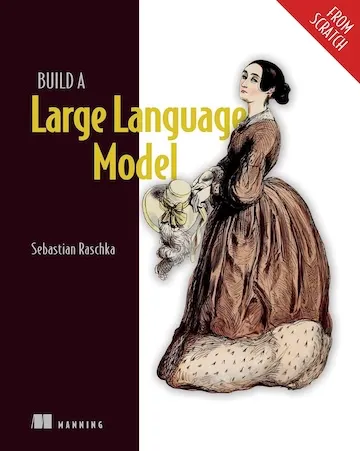 FROM
SCRATCH
BUILD A
Large Language
Model
Sebastian Raschka
MANNING